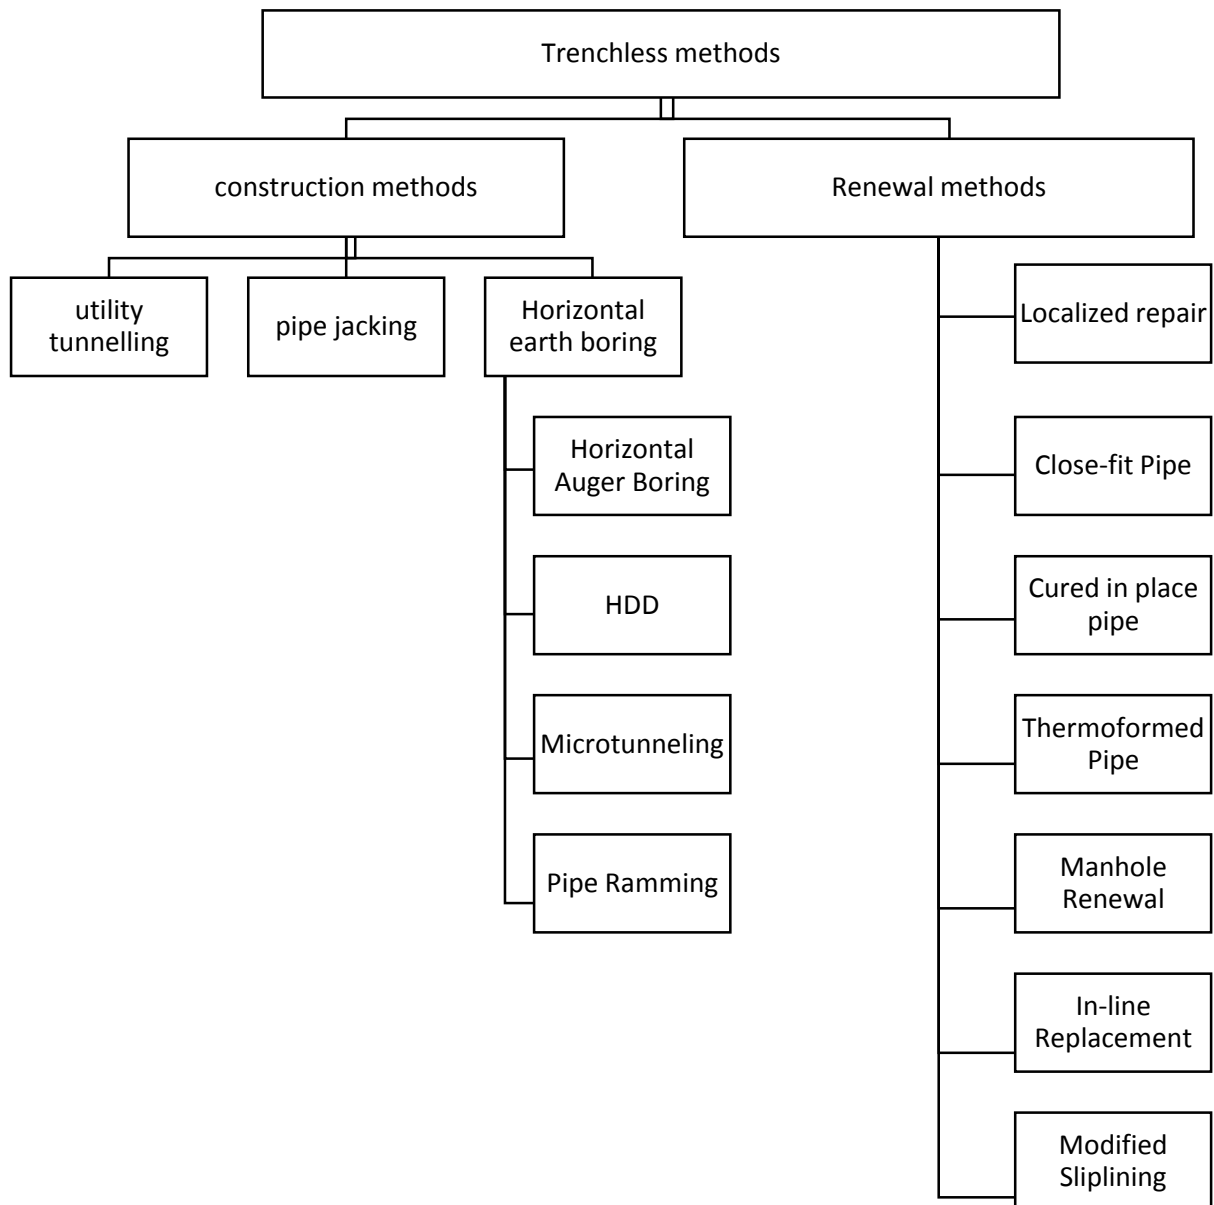 Trenchless methods
construction methods
Renewal methods
utility
tunnelling
pipe jacking
Horizontal
earth boring
Horizontal
Auger Boring
HDD
Microtunneling
Pipe Ramming
Localized repair
Close-fit Pipe
Cured in place
pipe
Thermoformed
Pipe
Manhole
Renewal
In-line
Replacement
Modified
Sliplining